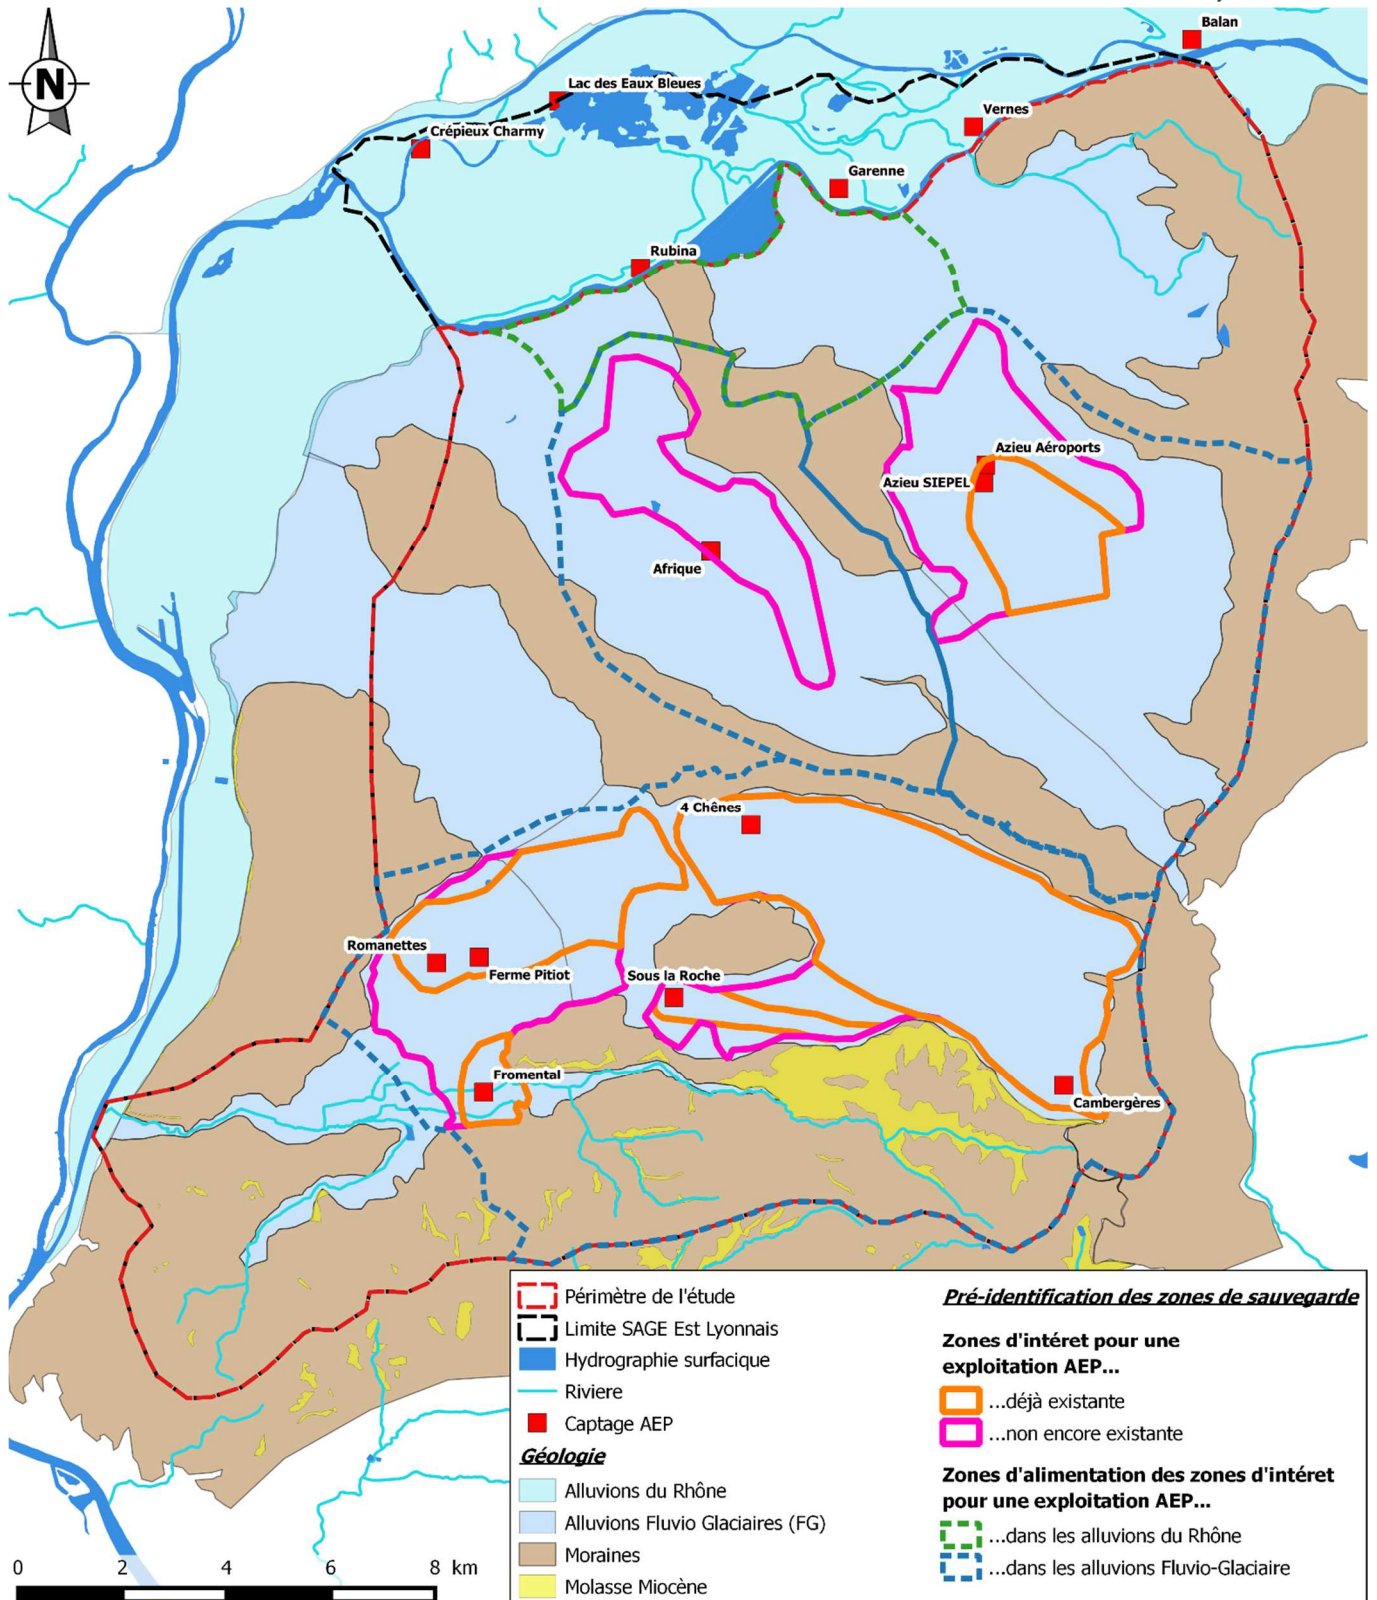 Balan
N
Lac des Eaux Bleues
Vernes
Crépieux Charmy
Garenne
Rubina
Azieu Aéroports
Azieu SIEPEL
Afrique
4 Chênes
Romanettes
Ferme Pitiot
Sous la Roche
Fromental
Cambergères
Périmètre de l'étude
Limite SAGE Est Lyonnais
Hydrographie surfacique
Riviere
Captage AEP
Géologie
Alluvions du Rhône
Alluvions Fluvio Glaciaires (FG)
Moraines
Molasse Miocène
Pré-identification des zones de sauvegarde
Zones d'intéret pour une
exploitation AEP...
...déjà existante
...non encore existante
Zones d'alimentation des zones d'intéret
pour une exploitation AEP...
...dans les alluvions du Rhône
...dans les alluvions Fluvio-Glaciaire
0 2 4 6 8 km